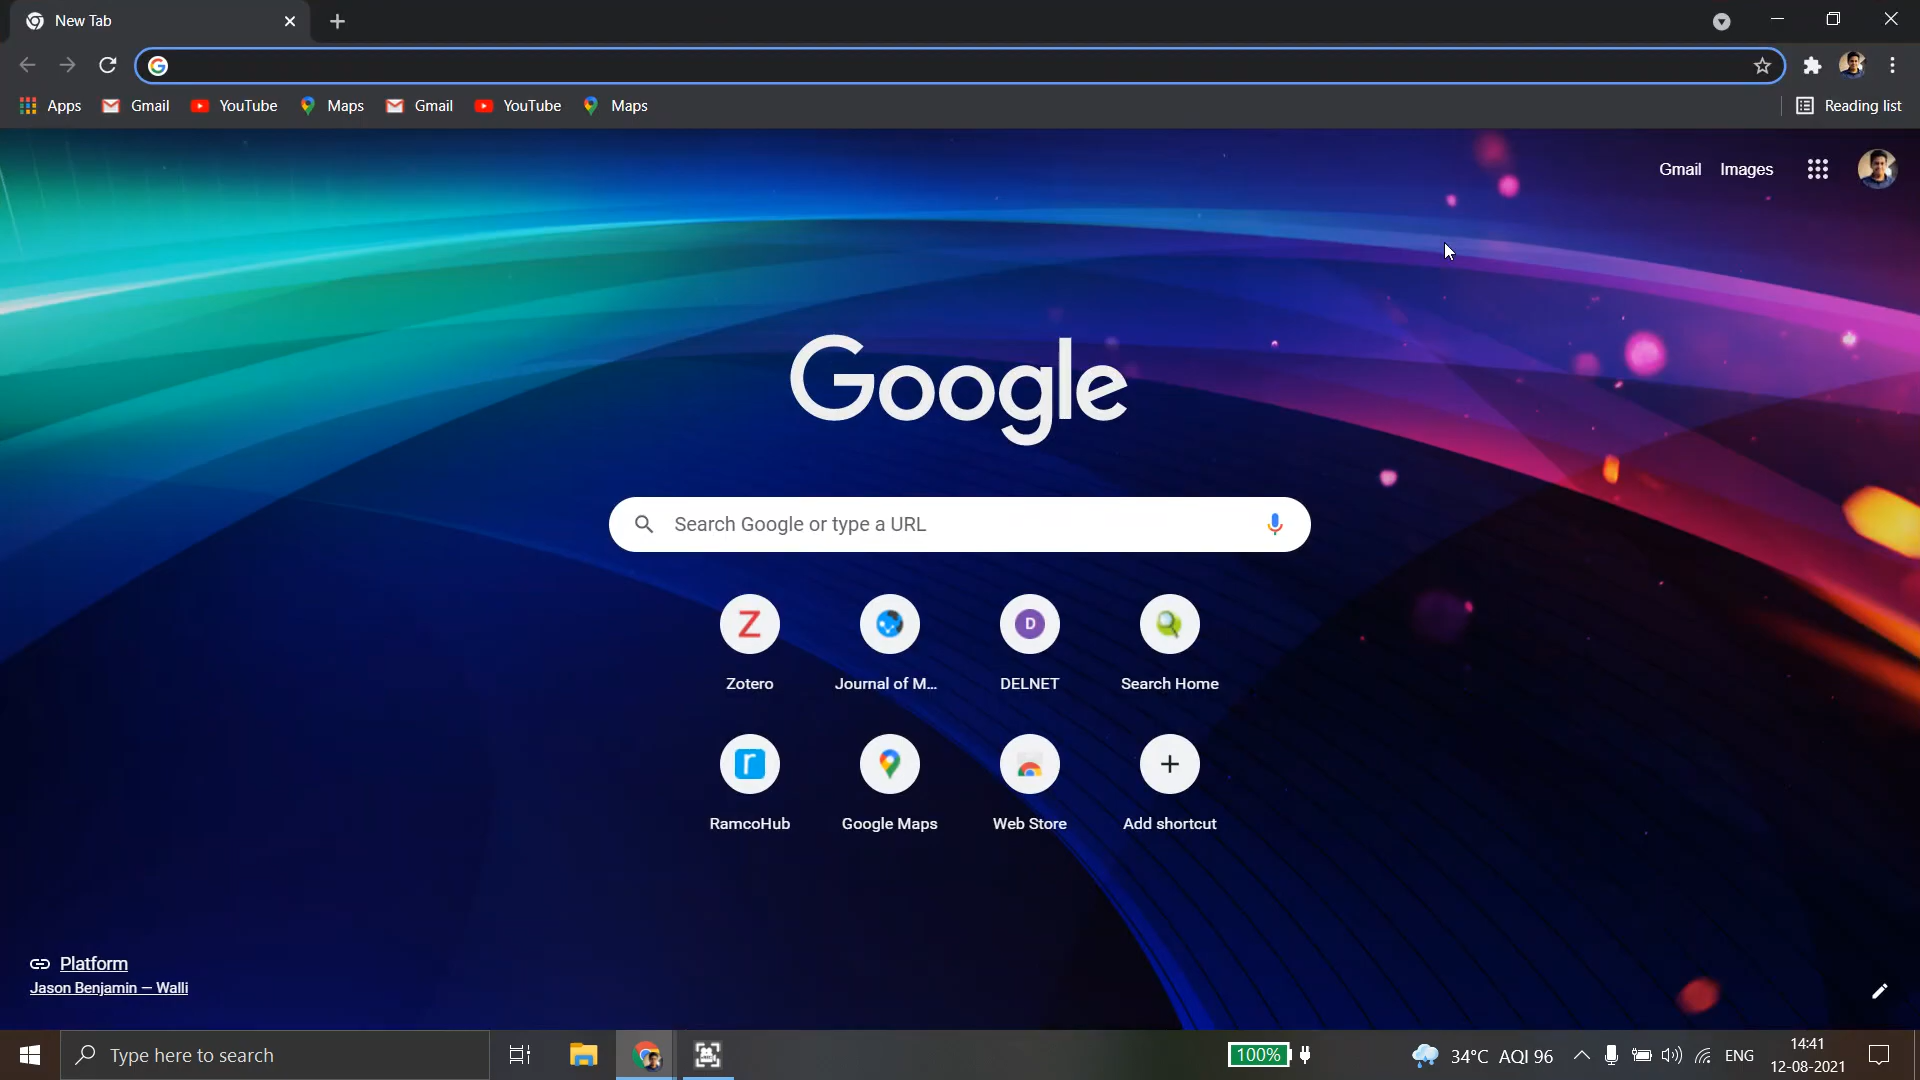 New Tab
Apps Gmail YouTube Maps Gmail YouTube Maps Reading list
Gmail Images
Google
Search Google or type a URL
Z D
Zotero Journal of M... DELNET Search Home
r
RamcoHub Google Maps Web Store Add shortcut
Platform
Jason Benjamin — Walli
Type here to search 100% 34°C AQI 96 ENG 14:41
12-08-2021